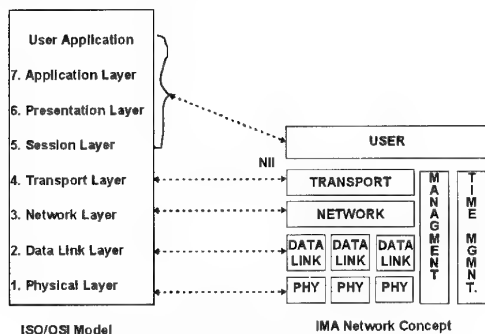 User Application
7. Application Layer
6. Presentation Layer
5. Session Layer
4. Transport Layer
3. Network Layer
2. Data Link Layer
1. Physical Layer
ISO/OSI Model
USER
NII
TRANSPORT
NETWORK
DATA LINK
DATA LINK
DATA LINK
PHY
PHY
PHY
MANAGMENT
TIME MGMNT.
IMA Network Concept